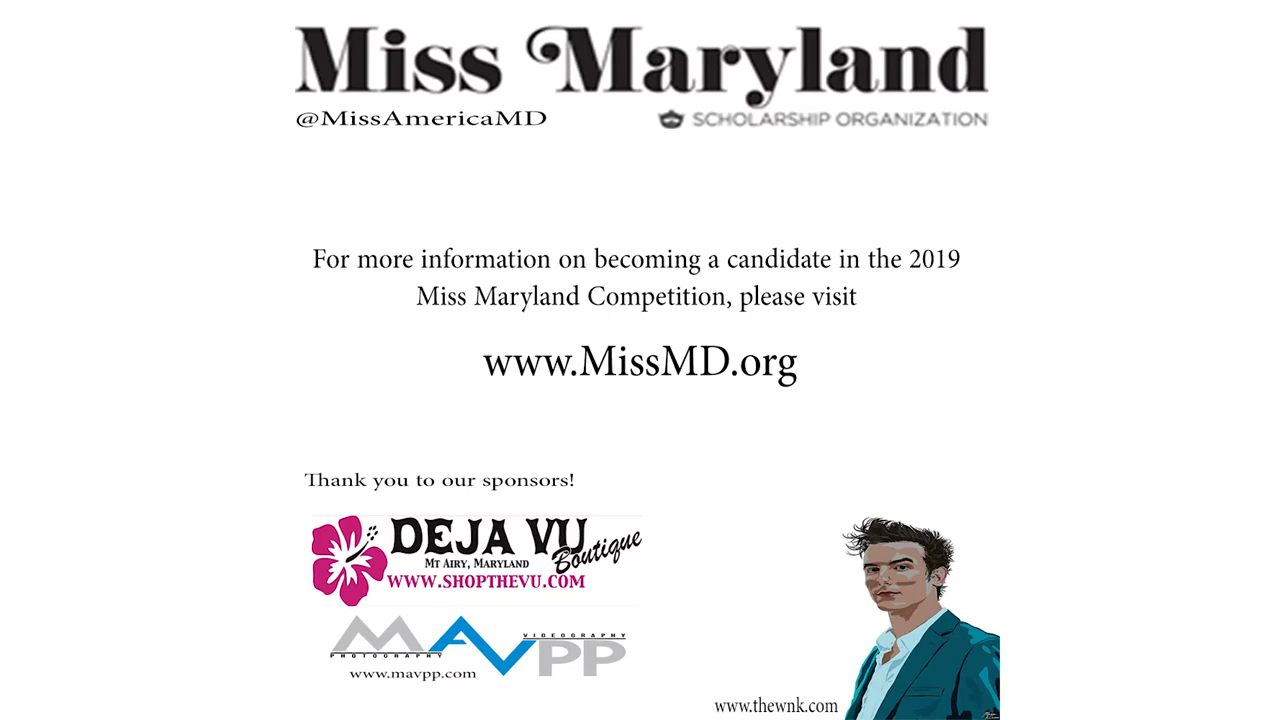 Miss Maryland
@MissAmericaMD
SCHOLARSHIP ORGANIZATION
For more information on becoming a candidate in the 2019
Miss Maryland Competition, please visit
www.MissMD.org
Thank you to our sponsors!
DEJA VU
Boutique
MT AIRY, MARYLAND
WWW.SHOPTHEVU.COM
VIDEOGRAPHY
MAVPP
PHOTOGRAPHY
www.mavpp.com
www.thewnk.com